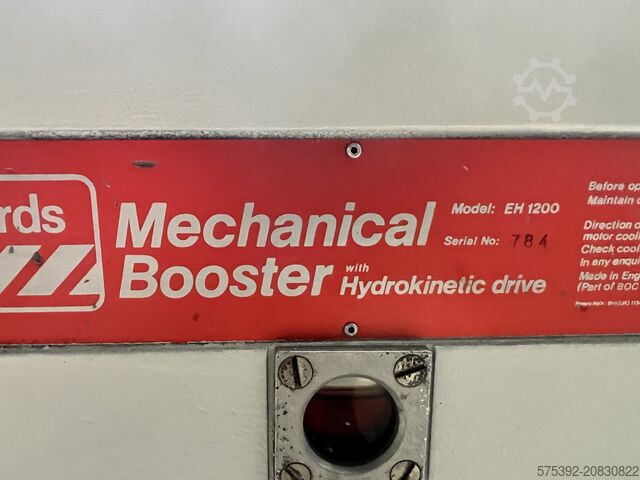 rds
Mechanical
Booster with Hydrokinetic drive
Model: EH 1200
Serial No: 784
Before op
Maintain
Direction o
motor cooli
Check cool
In any enqui
Made in Eng
(Part of BOC
575392-20830822